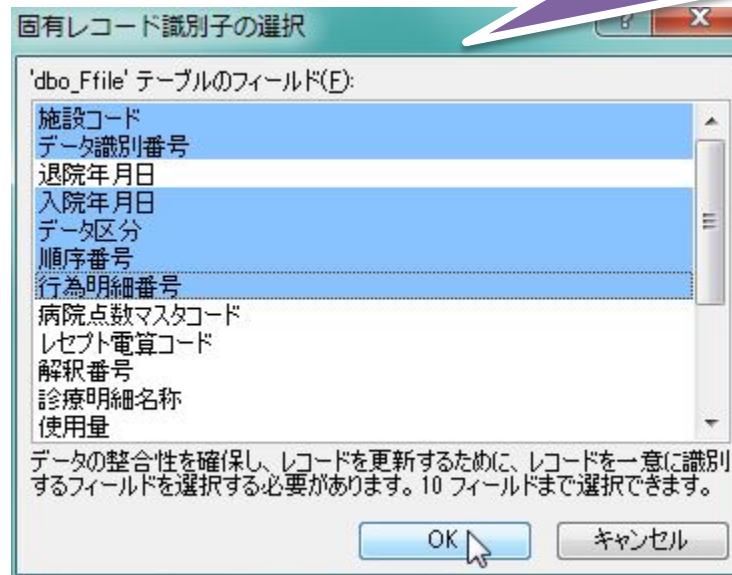 固有レコード識別子の選択
'dbo_Ffile' テーブルのフィールド(F):
施設コード
データ識別番号
退院年月日
入院年月日
データ区分
順序番号
行為明細番号
病院点数マスタコード
レセプト電算コード
解釈番号
診療明細名称
使用量
データの整合性を確保し、レコードを更新するために、レコードを一意に識別
するフィールドを選択する必要があります。10 フィールドまで選択できます。
OK
キャンセル